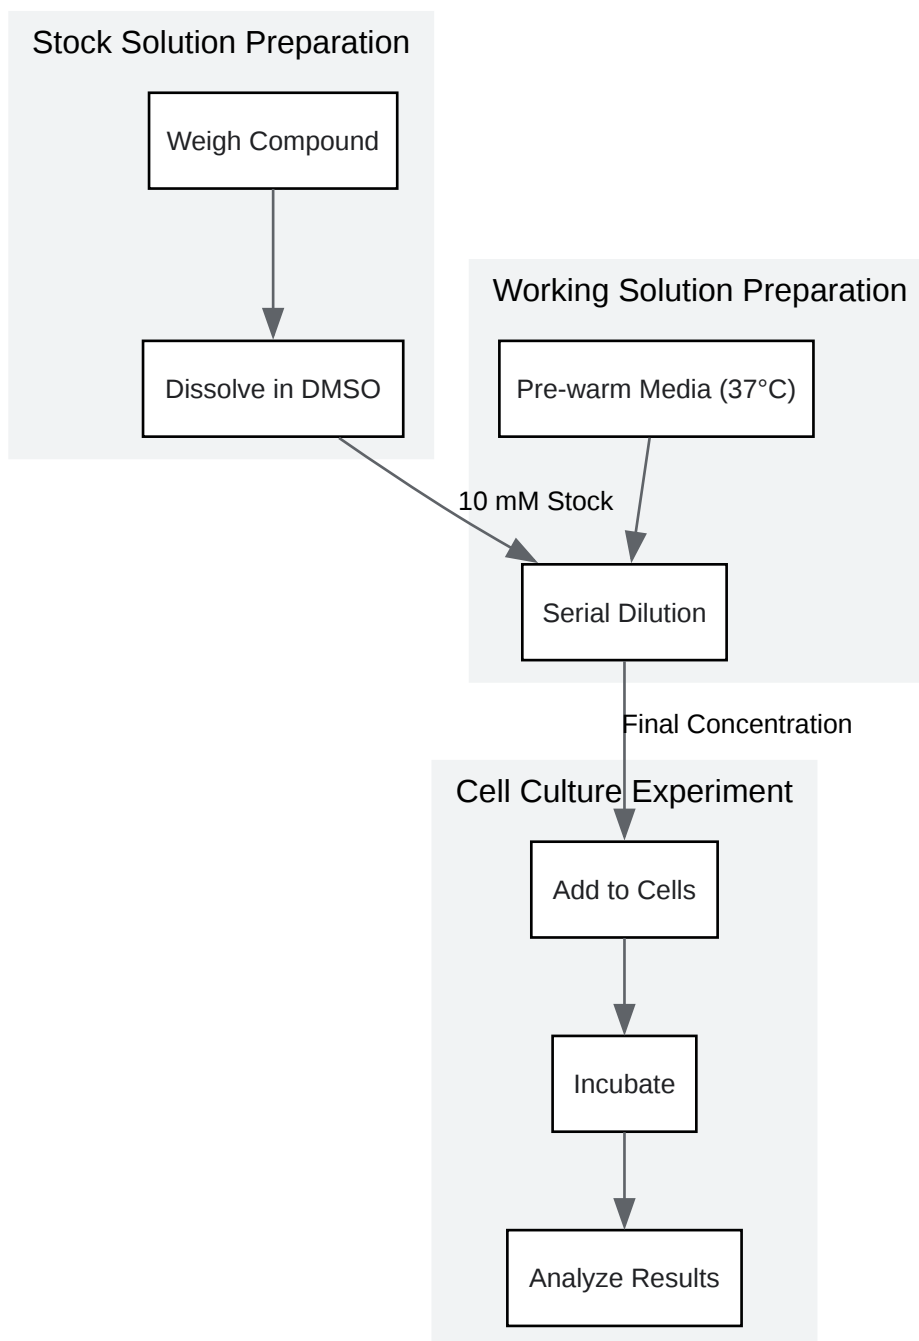 Stock Solution Preparation
Weigh Compound
Dissolve in DMSO
Working Solution Preparation
Pre-warm Media (37°C)
10 mM Stock
Serial Dilution
Final Concentration
Cell Culture Experiment
Add to Cells
Incubate
Analyze Results